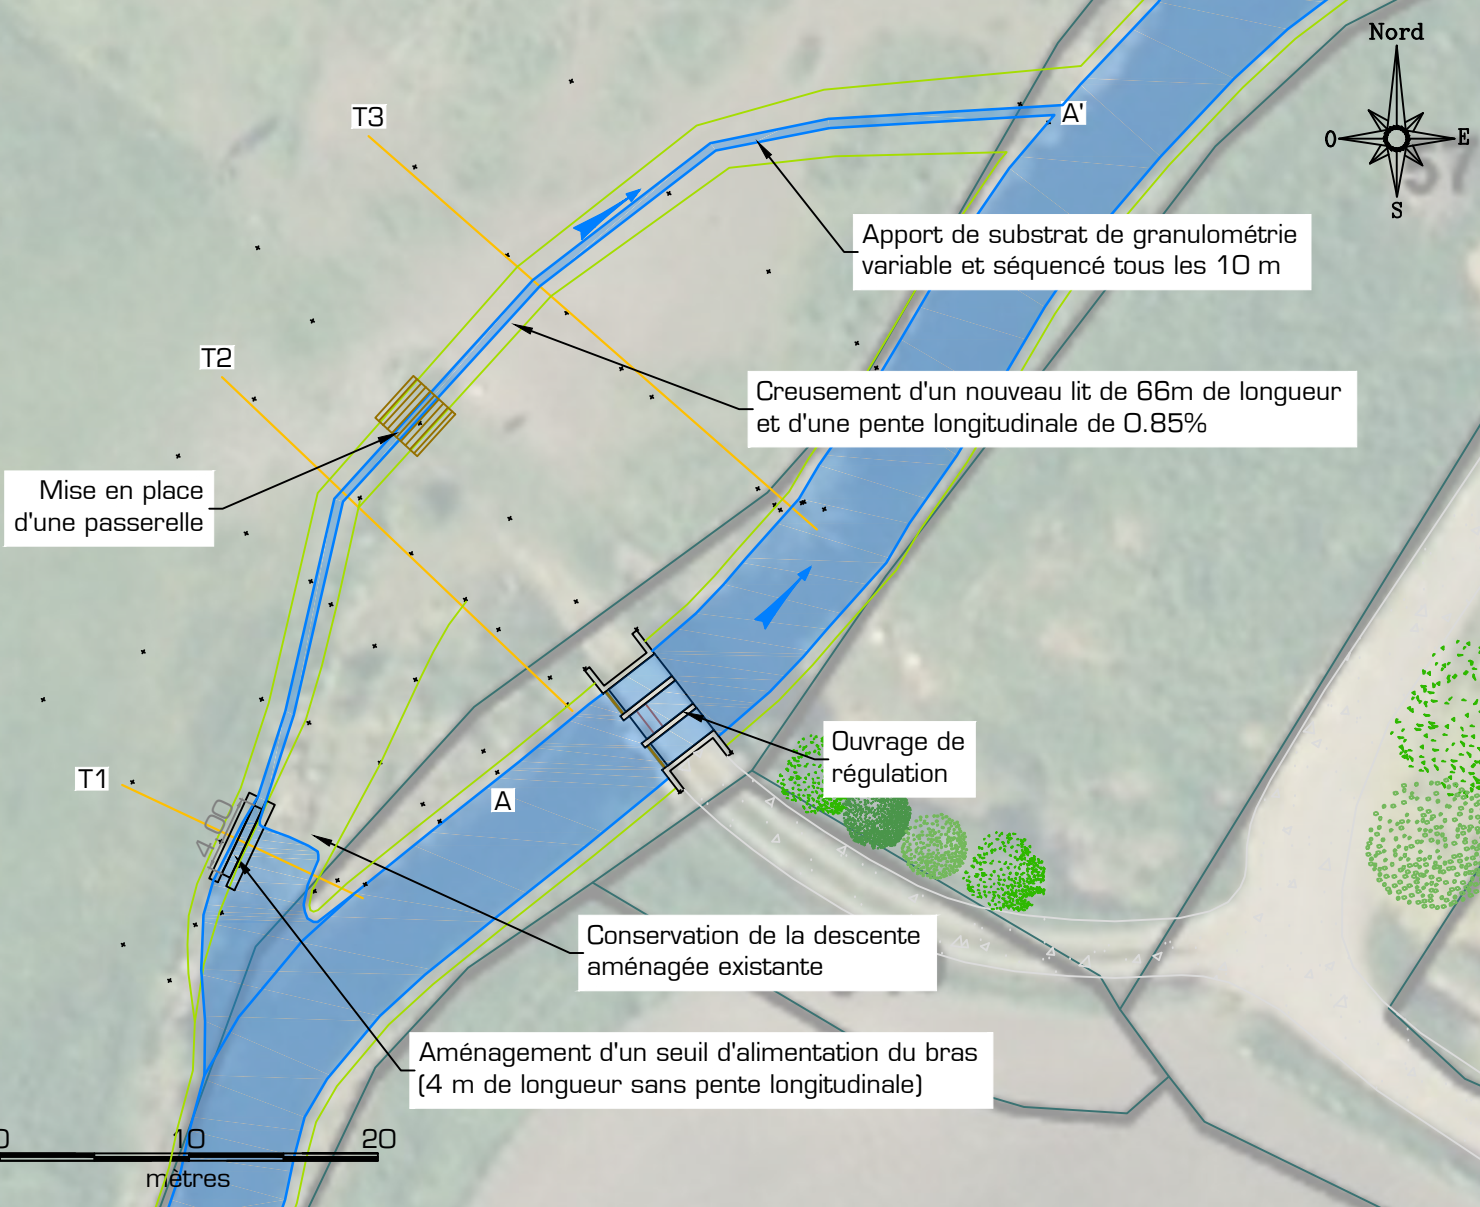 Nord
O
E
S
T3
A'
Apport de substrat de granulométrie
variable et séquencé tous les 10 m
T2
Creusement d'un nouveau lit de 66m de longueur
et d'une pente longitudinale de 0.85%
Mise en place
d'une passerelle
Ouvrage de
régulation
T1
A
4.00
Conservation de la descente
aménagée existante
Aménagement d'un seuil d'alimentation du bras
(4 m de longueur sans pente longitudinale)
0 10 20
mètres